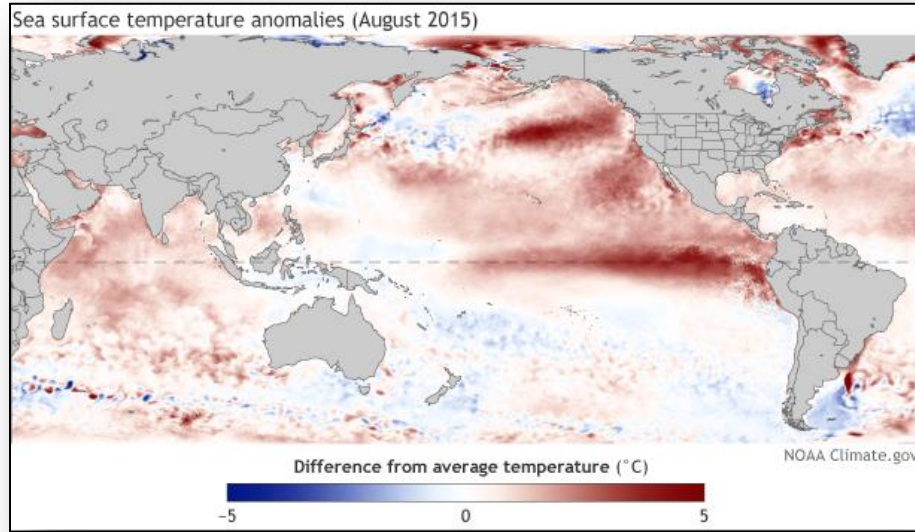 Sea surface temperature anomalies (August 2015)
NOAA Climate.gov
Difference from average temperature (°C)
−5 0 5